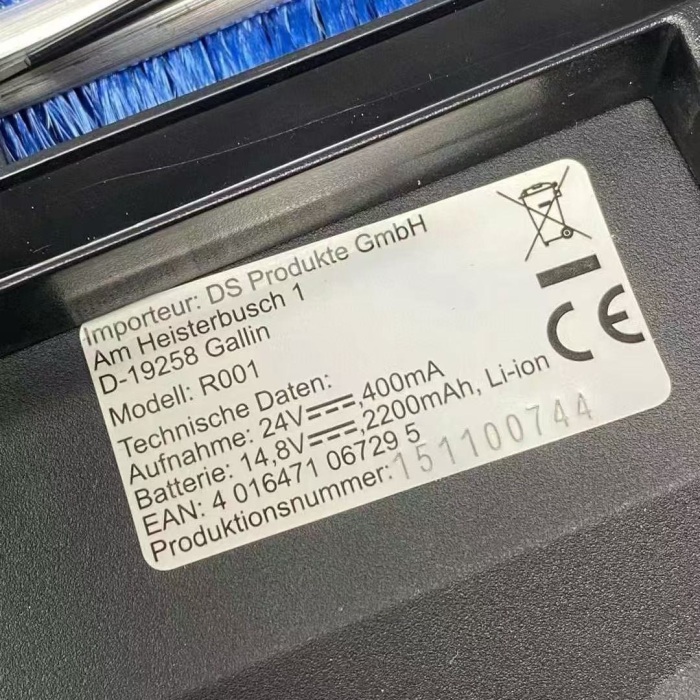 Importeur: DS Produkte GmbH
Am Heisterbusch 1
D-19258 Gallin
Modell: R001
Technische Daten:
Aufnahme: 24V⎓,400mA
Batterie: 14,8V⎓,2200mAh, Li-ion
EAN: 4 016471 06729 5
Produktionsnummer:151100744
CE